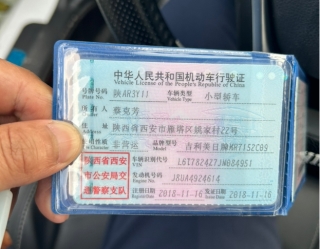 中华人民共和国机动车行驶证
Vehicle License of the People's Republic of China
号牌号码 陕AR3Y11 车辆类型 小型轿车
Plate No. Vehicle Type
所有人 蔡克芳
住址 陕西省西安市雁塔区姚家村22号
使用性质 非营运 品牌型号 吉利美日牌MR7152C09
陕西省西安 车辆识别代号 L6T7824Z7JN884951
市公安局交 发动机号码 J8UA4924614
通警察支队 注册日期 2018-11-16 发证日期 2018-11-16